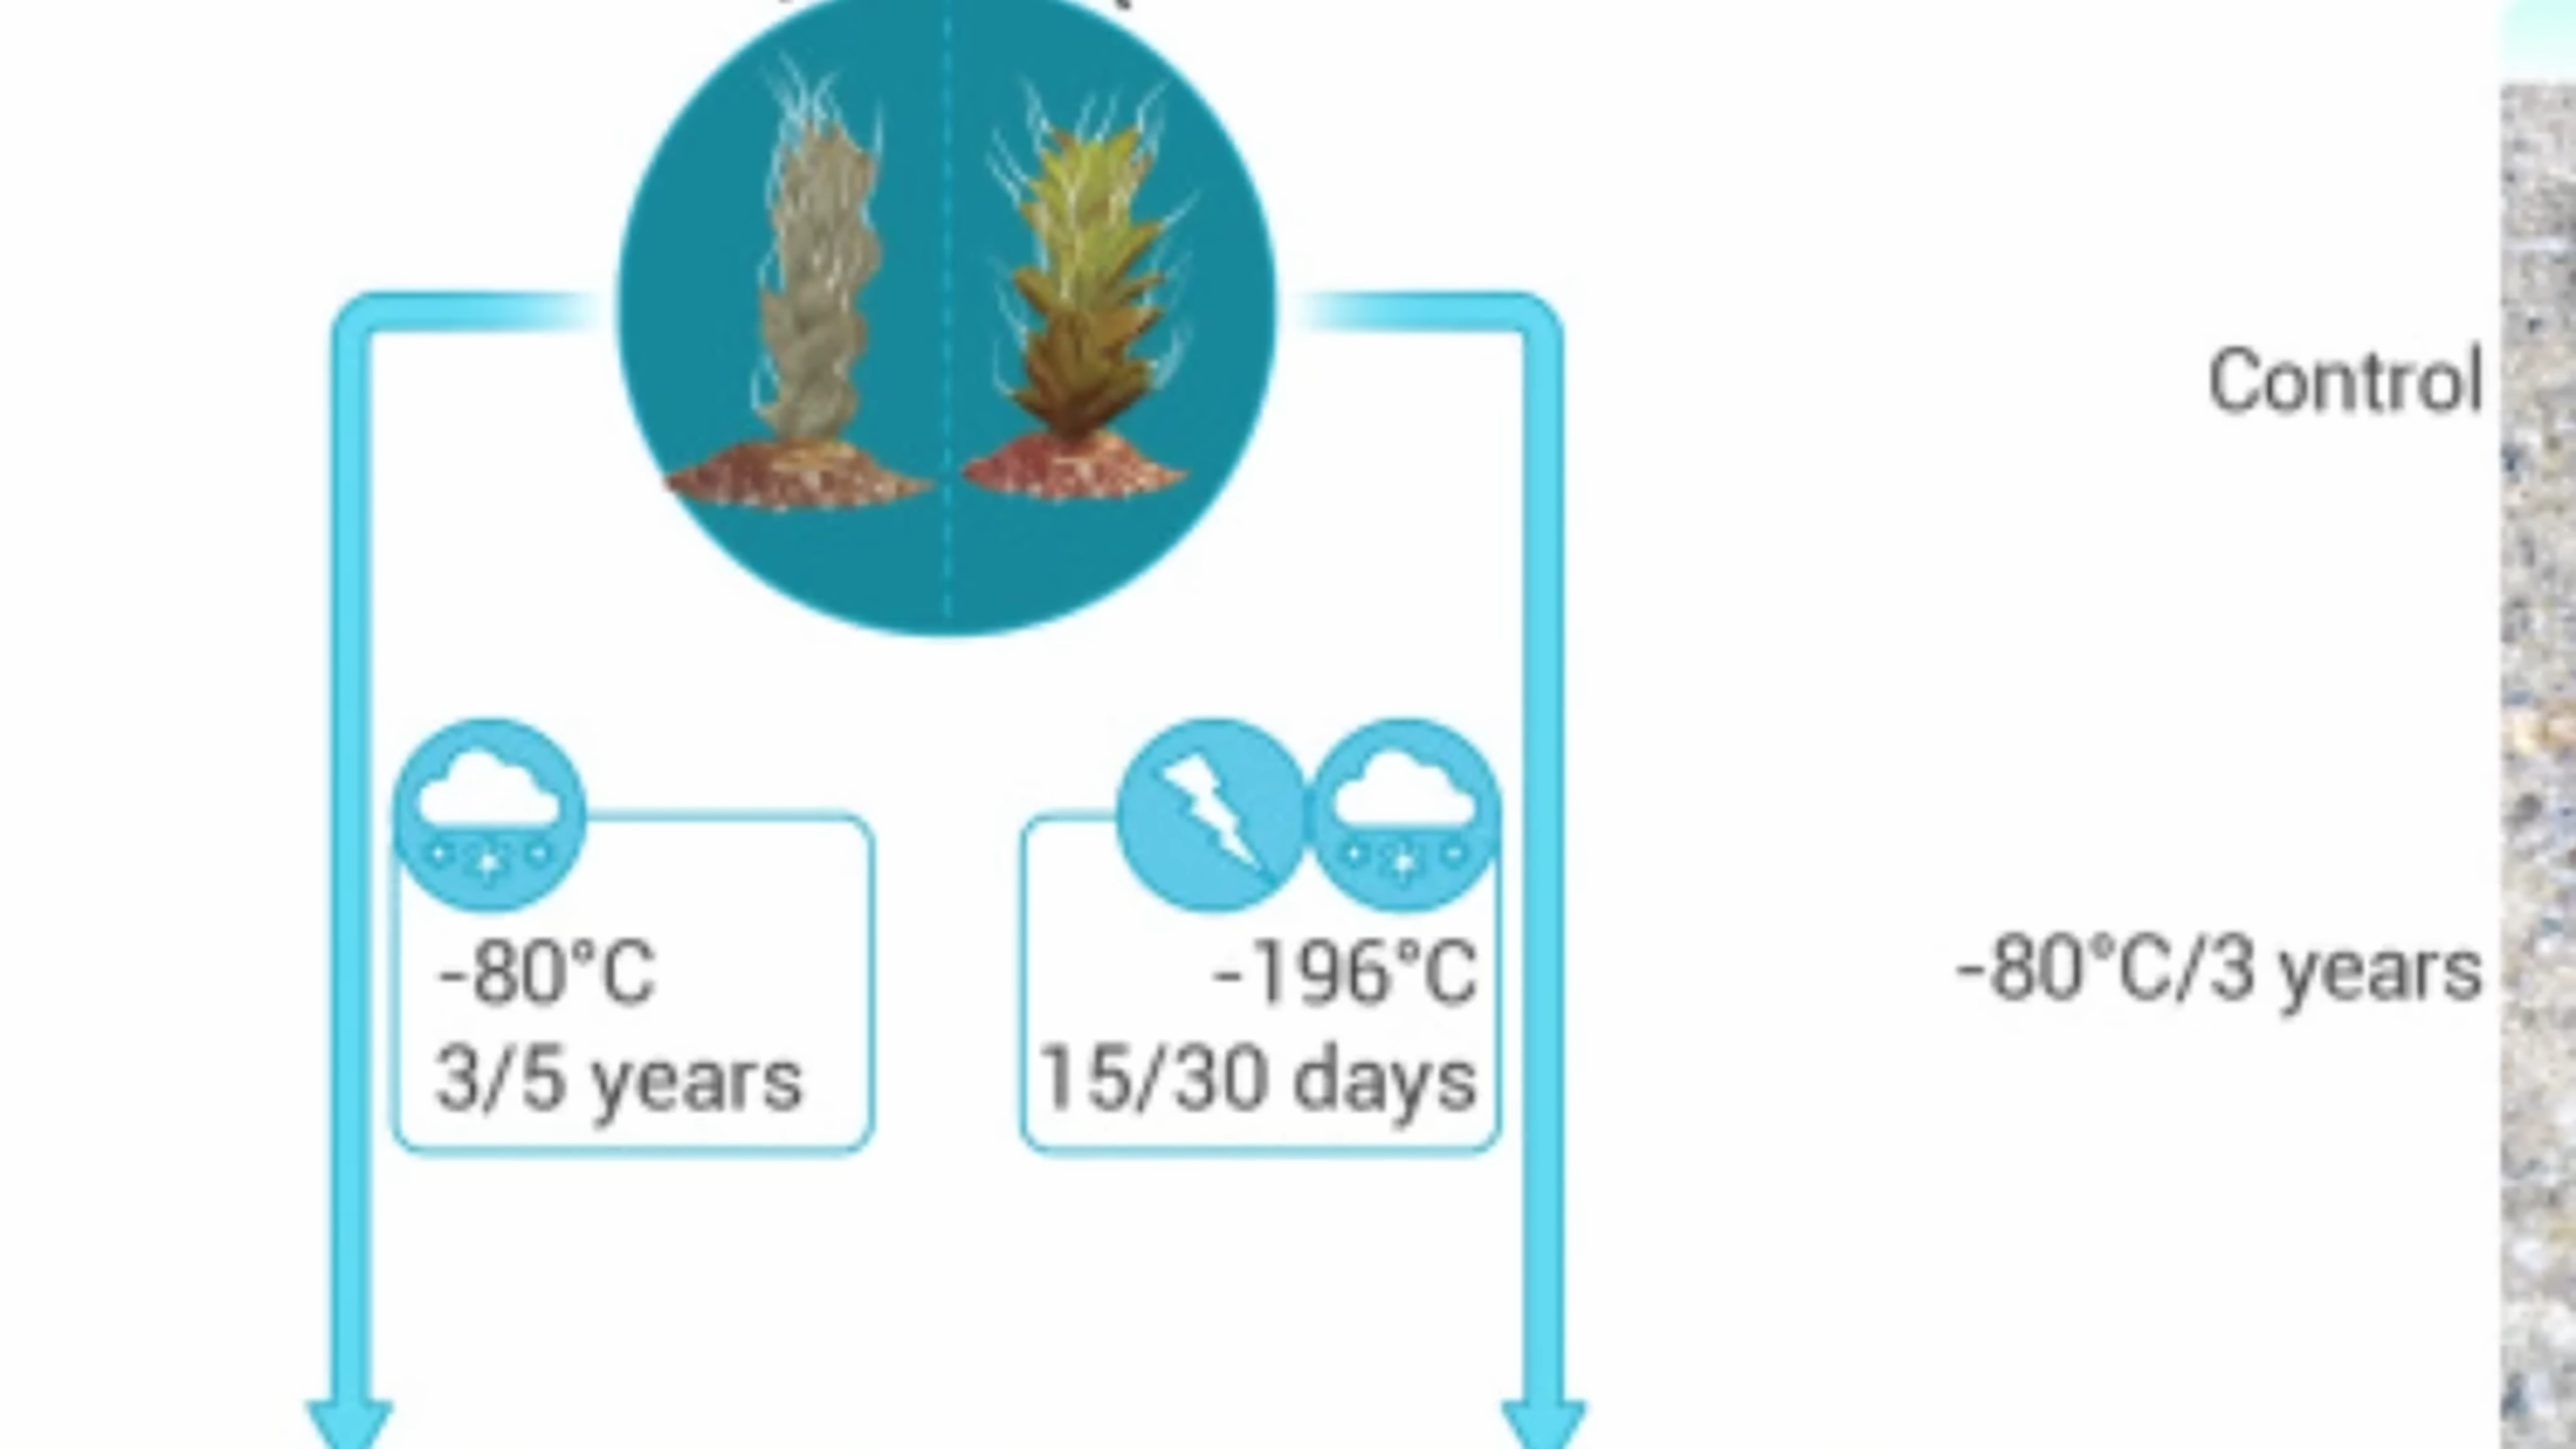 -80°C
3/5 years
-196°C
15/30 days
Control
-80°C/3 years